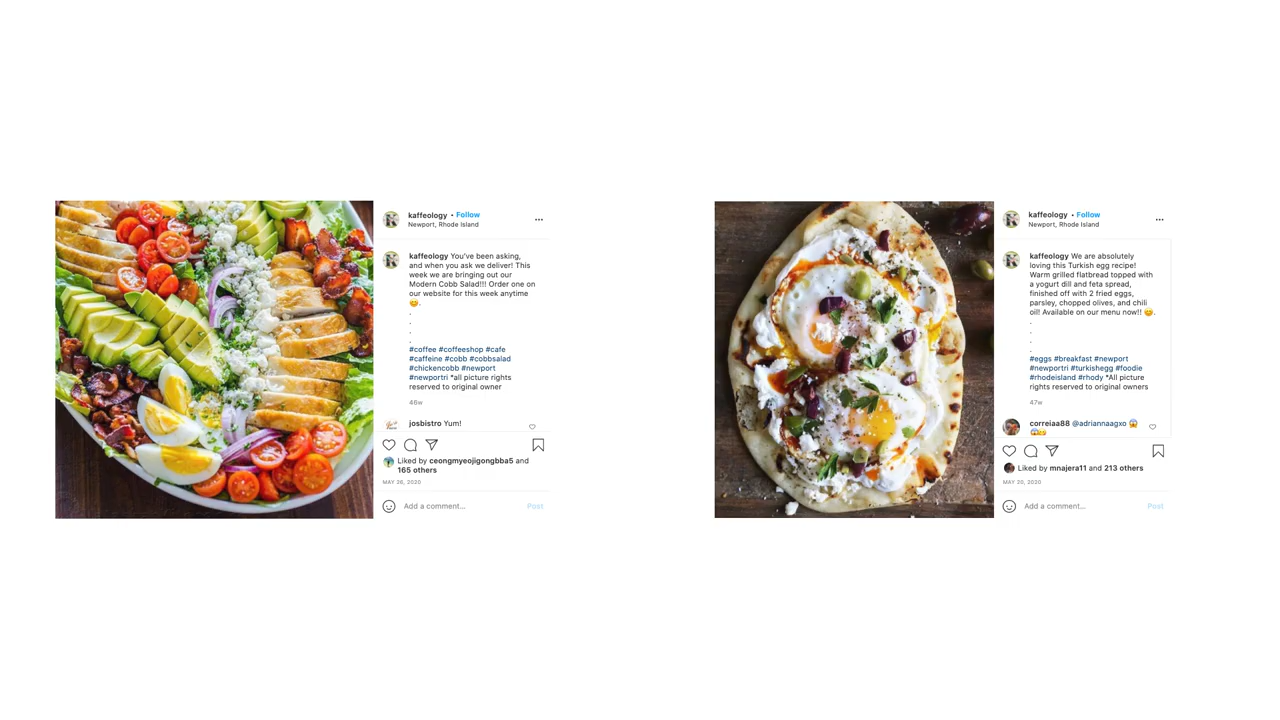 kaffeology • Follow
Newport, Rhode Island
kaffeology You've been asking,
and when you ask we deliver! This
week we are bringing out our
Modern Cobb Salad!!! Order one on
our website for this week anytime
😊.
.
.
.
.
#coffee #coffeeshop #cafe
#caffeine #cobb #cobbsalad
#chickencobb #newport
#newportri *all picture rights
reserved to original owner
46w
josbistro Yum!
Liked by ceongmyeojigongbba5 and
165 others
MAY 26, 2020
Add a comment...
Post
kaffeology • Follow
Newport, Rhode Island
kaffeology We are absolutely
loving this Turkish egg recipe!
Warm grilled flatbread topped with
a yogurt dill and feta spread,
finished off with 2 fried eggs,
parsley, chopped olives, and chili
oil! Available on our menu now!! 😋.
.
.
.
.
#eggs #breakfast #newport
#newportri #turkishegg #foodie
#rhodeisland #rhody *All picture
rights reserved to original owners
47w
correiaa88 @adriannaagxo 😱
😱😋
Liked by mnajera11 and 213 others
MAY 20, 2020
Add a comment...
Post